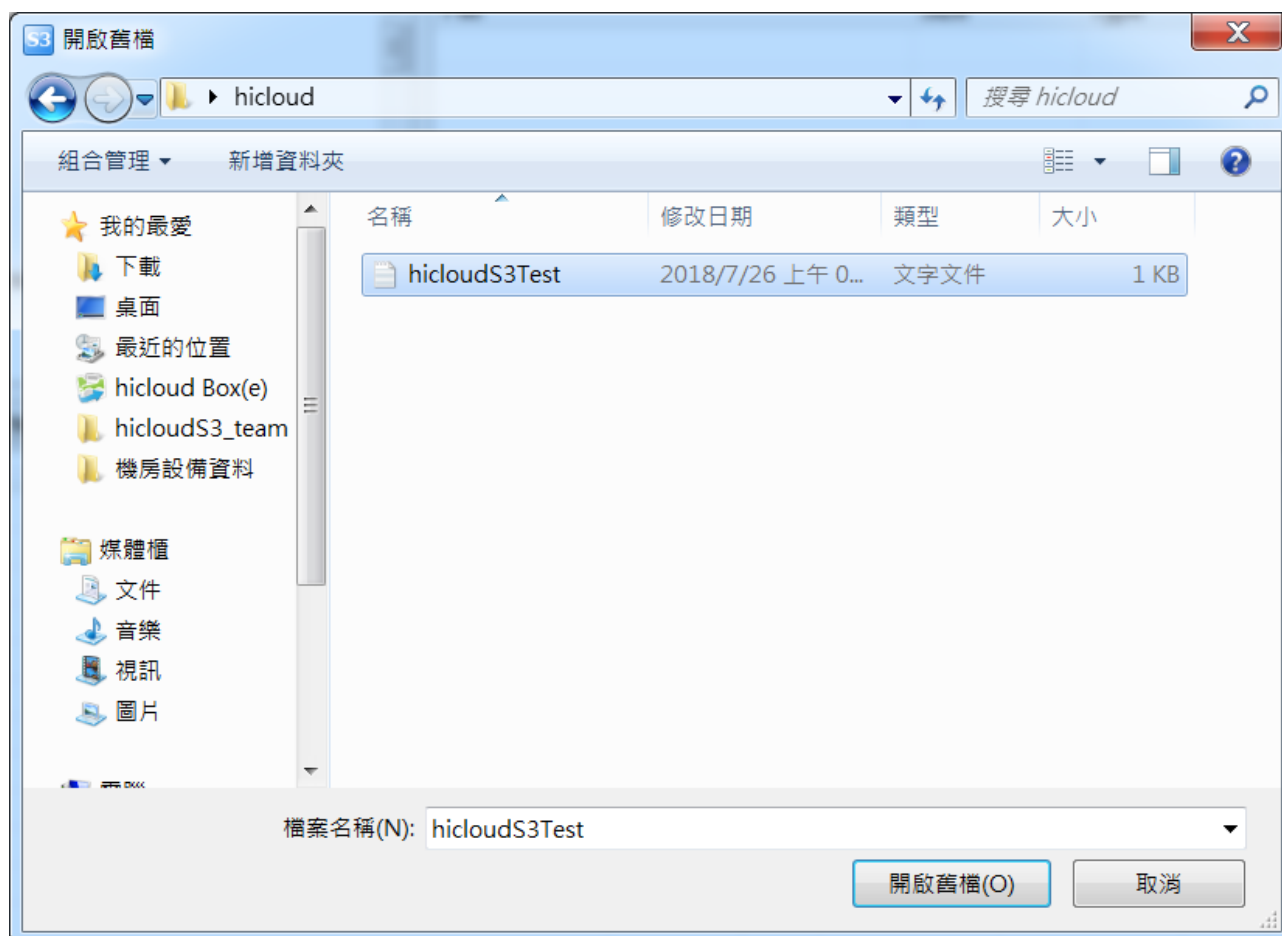 S3 開啟舊檔
hicloud
搜尋 hicloud
組合管理
新增資料夾
我的最愛
下載
桌面
最近的位置
hicloud Box(e)
hicloudS3_team
機房設備資料
媒體櫃
文件
音樂
視訊
圖片
電腦
名稱 修改日期 類型 大小
hicloudS3Test 2018/7/26 上午 0... 文字文件 1 KB
檔案名稱(N): hicloudS3Test
開啟舊檔(O) 取消